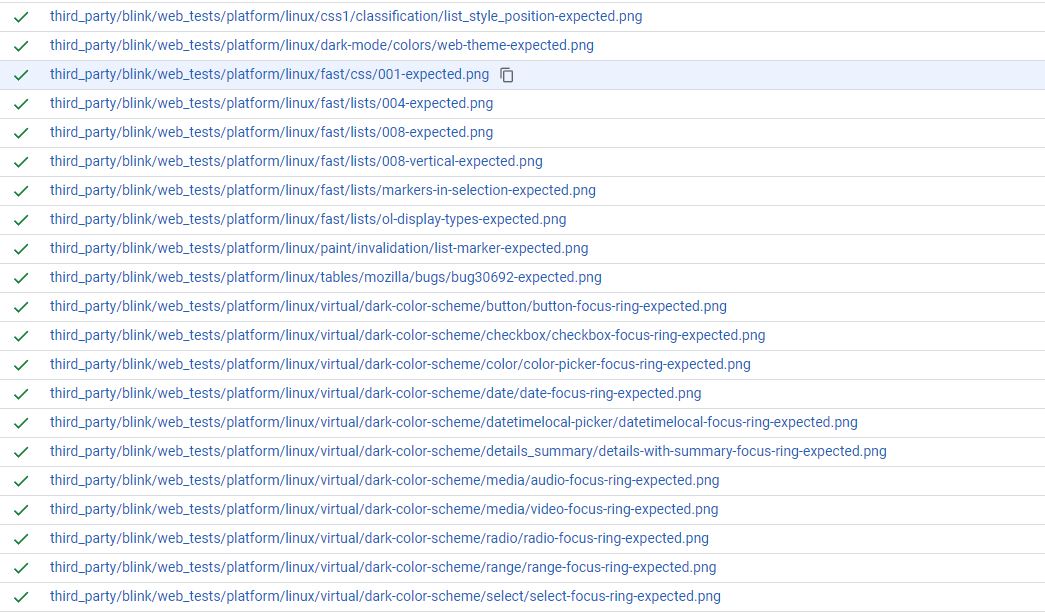 third_party/blink/web_tests/platform/linux/css1/classification/list_style_position-expected.png
third_party/blink/web_tests/platform/linux/dark-mode/colors/web-theme-expected.png
third_party/blink/web_tests/platform/linux/fast/css/001-expected.png
third_party/blink/web_tests/platform/linux/fast/lists/004-expected.png
third_party/blink/web_tests/platform/linux/fast/lists/008-expected.png
third_party/blink/web_tests/platform/linux/fast/lists/008-vertical-expected.png
third_party/blink/web_tests/platform/linux/fast/lists/markers-in-selection-expected.png
third_party/blink/web_tests/platform/linux/fast/lists/ol-display-types-expected.png
third_party/blink/web_tests/platform/linux/paint/invalidation/list-marker-expected.png
third_party/blink/web_tests/platform/linux/tables/mozilla/bugs/bug30692-expected.png
third_party/blink/web_tests/platform/linux/virtual/dark-color-scheme/button/button-focus-ring-expected.png
third_party/blink/web_tests/platform/linux/virtual/dark-color-scheme/checkbox/checkbox-focus-ring-expected.png
third_party/blink/web_tests/platform/linux/virtual/dark-color-scheme/color/color-picker-focus-ring-expected.png
third_party/blink/web_tests/platform/linux/virtual/dark-color-scheme/date/date-focus-ring-expected.png
third_party/blink/web_tests/platform/linux/virtual/dark-color-scheme/datetimelocal-picker/datetimelocal-focus-ring-expected.png
third_party/blink/web_tests/platform/linux/virtual/dark-color-scheme/details_summary/details-with-summary-focus-ring-expected.png
third_party/blink/web_tests/platform/linux/virtual/dark-color-scheme/media/audio-focus-ring-expected.png
third_party/blink/web_tests/platform/linux/virtual/dark-color-scheme/media/video-focus-ring-expected.png
third_party/blink/web_tests/platform/linux/virtual/dark-color-scheme/radio/radio-focus-ring-expected.png
third_party/blink/web_tests/platform/linux/virtual/dark-color-scheme/range/range-focus-ring-expected.png
third_party/blink/web_tests/platform/linux/virtual/dark-color-scheme/select/select-focus-ring-expected.png